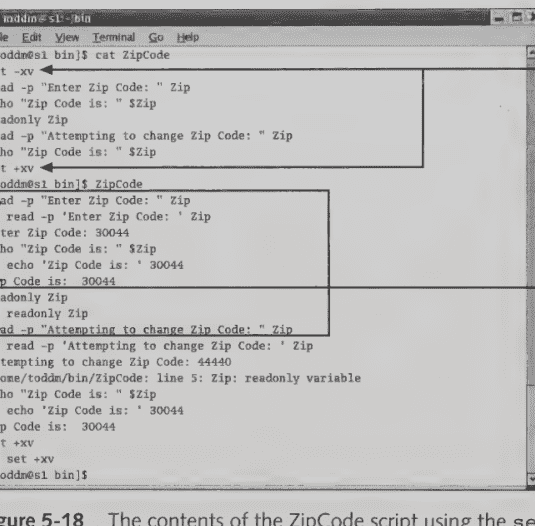 toddm@s1:~/bin
le Edit View Terminal Go Help
oddm@s1 bin]$ cat ZipCode
t -xv
ad -p "Enter Zip Code: " Zip
ho "Zip Code is: " $Zip
adonly Zip
ad -p "Attempting to change Zip Code: " Zip
ho "Zip Code is: " $Zip
t +xv
oddm@s1 bin]$ ZipCode
ad -p "Enter Zip Code: " Zip
read -p 'Enter Zip Code: ' Zip
ter Zip Code: 30044
ho "Zip Code is: " $Zip
echo 'Zip Code is: ' 30044
p Code is:  30044
adonly Zip
readonly Zip
ad -p "Attempting to change Zip Code: " Zip
read -p 'Attempting to change Zip Code: ' Zip
tempting to change Zip Code: 44440
ome/toddm/bin/ZipCode: line 5: Zip: readonly variable
ho "Zip Code is: " $Zip
echo 'Zip Code is: ' 30044
p Code is:  30044
t +xv
set +xv
oddm@s1 bin]$
gure 5-18 The contents of the ZipCode script using the se